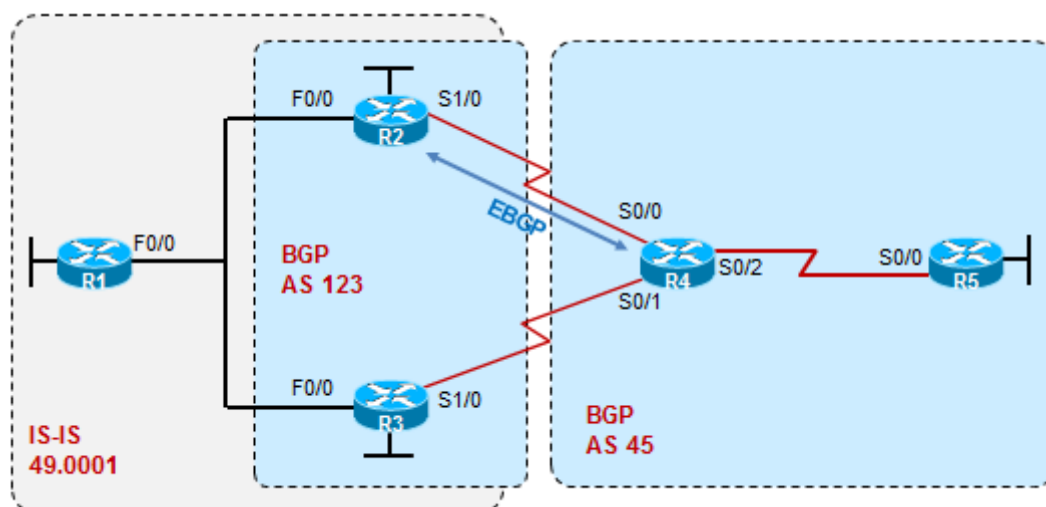 F0/0
S1/0
R2
EBGP
S0/0
F0/0
R1
BGP
AS 123
R4
S0/2
S0/0
R5
S0/1
F0/0
S1/0
R3
IS-IS
49.0001
BGP
AS 45